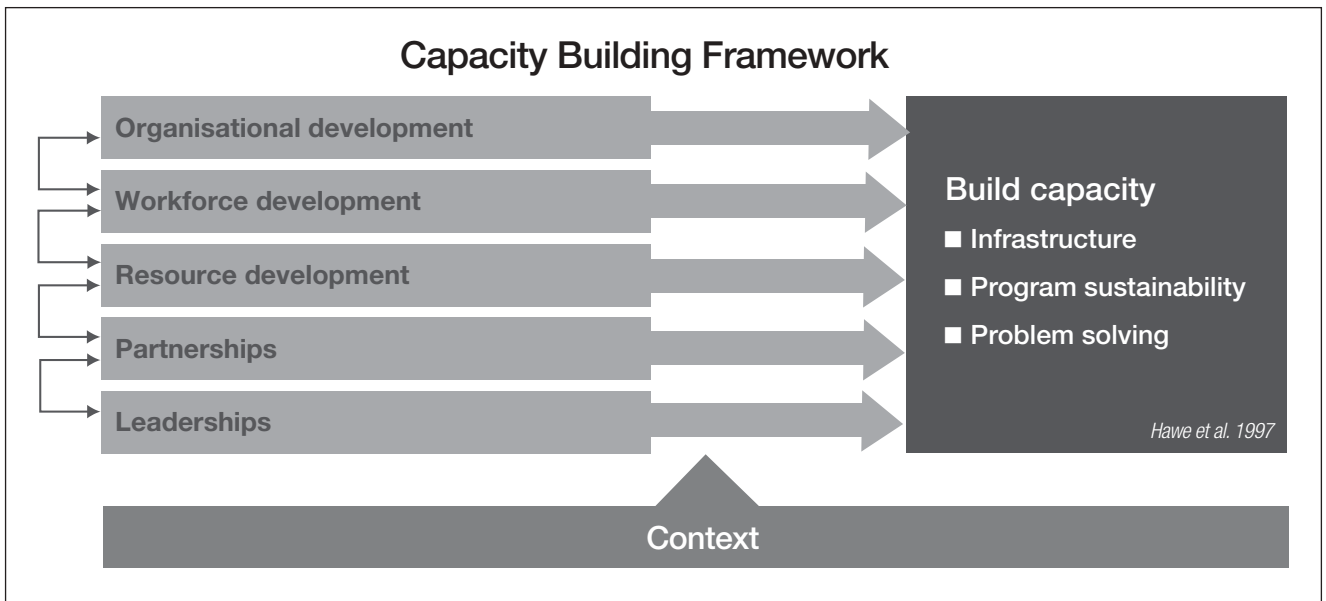 Capacity Building Framework
Organisational development
Workforce development
Resource development
Partnerships
Leaderships
Build capacity
■ Infrastructure
■ Program sustainability
■ Problem solving
Hawe et al. 1997
Context